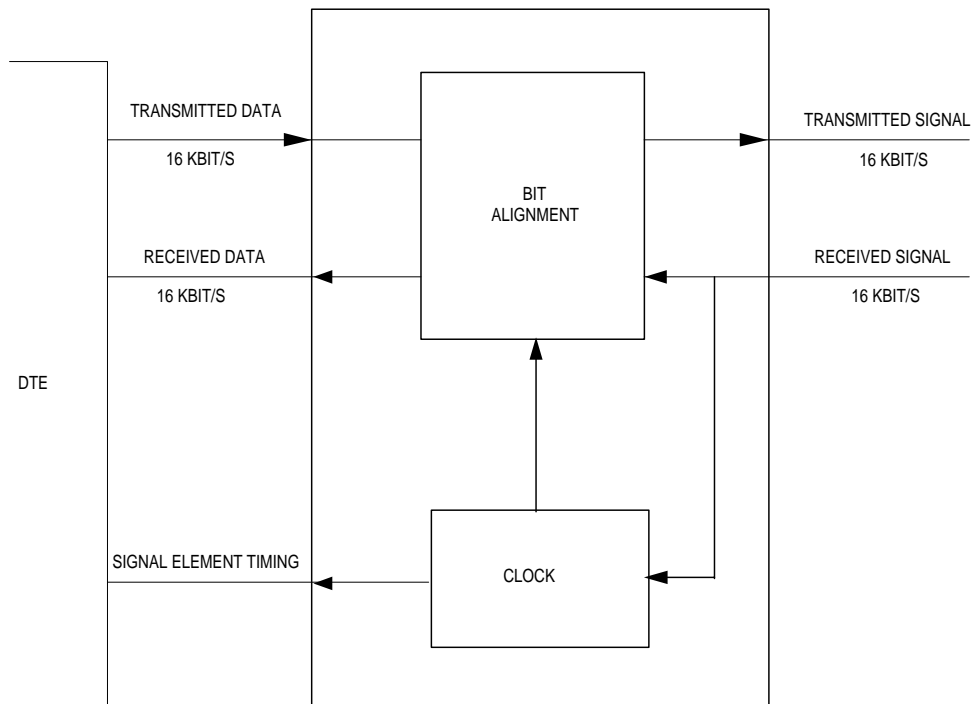 TRANSMITTED DATA
16 KBIT/S
TRANSMITTED SIGNAL
16 KBIT/S
BIT
ALIGNMENT
RECEIVED DATA
16 KBIT/S
RECEIVED SIGNAL
16 KBIT/S
DTE
SIGNAL ELEMENT TIMING
CLOCK